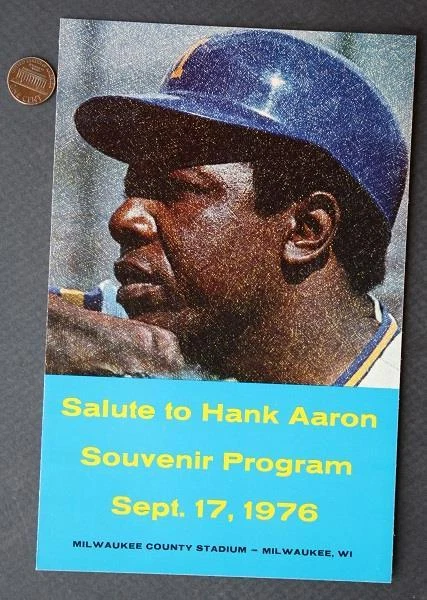 Salute to Hank Aaron
Souvenir Program
Sept. 17, 1976
MILWAUKEE COUNTY STADIUM — MILWAUKEE, WI